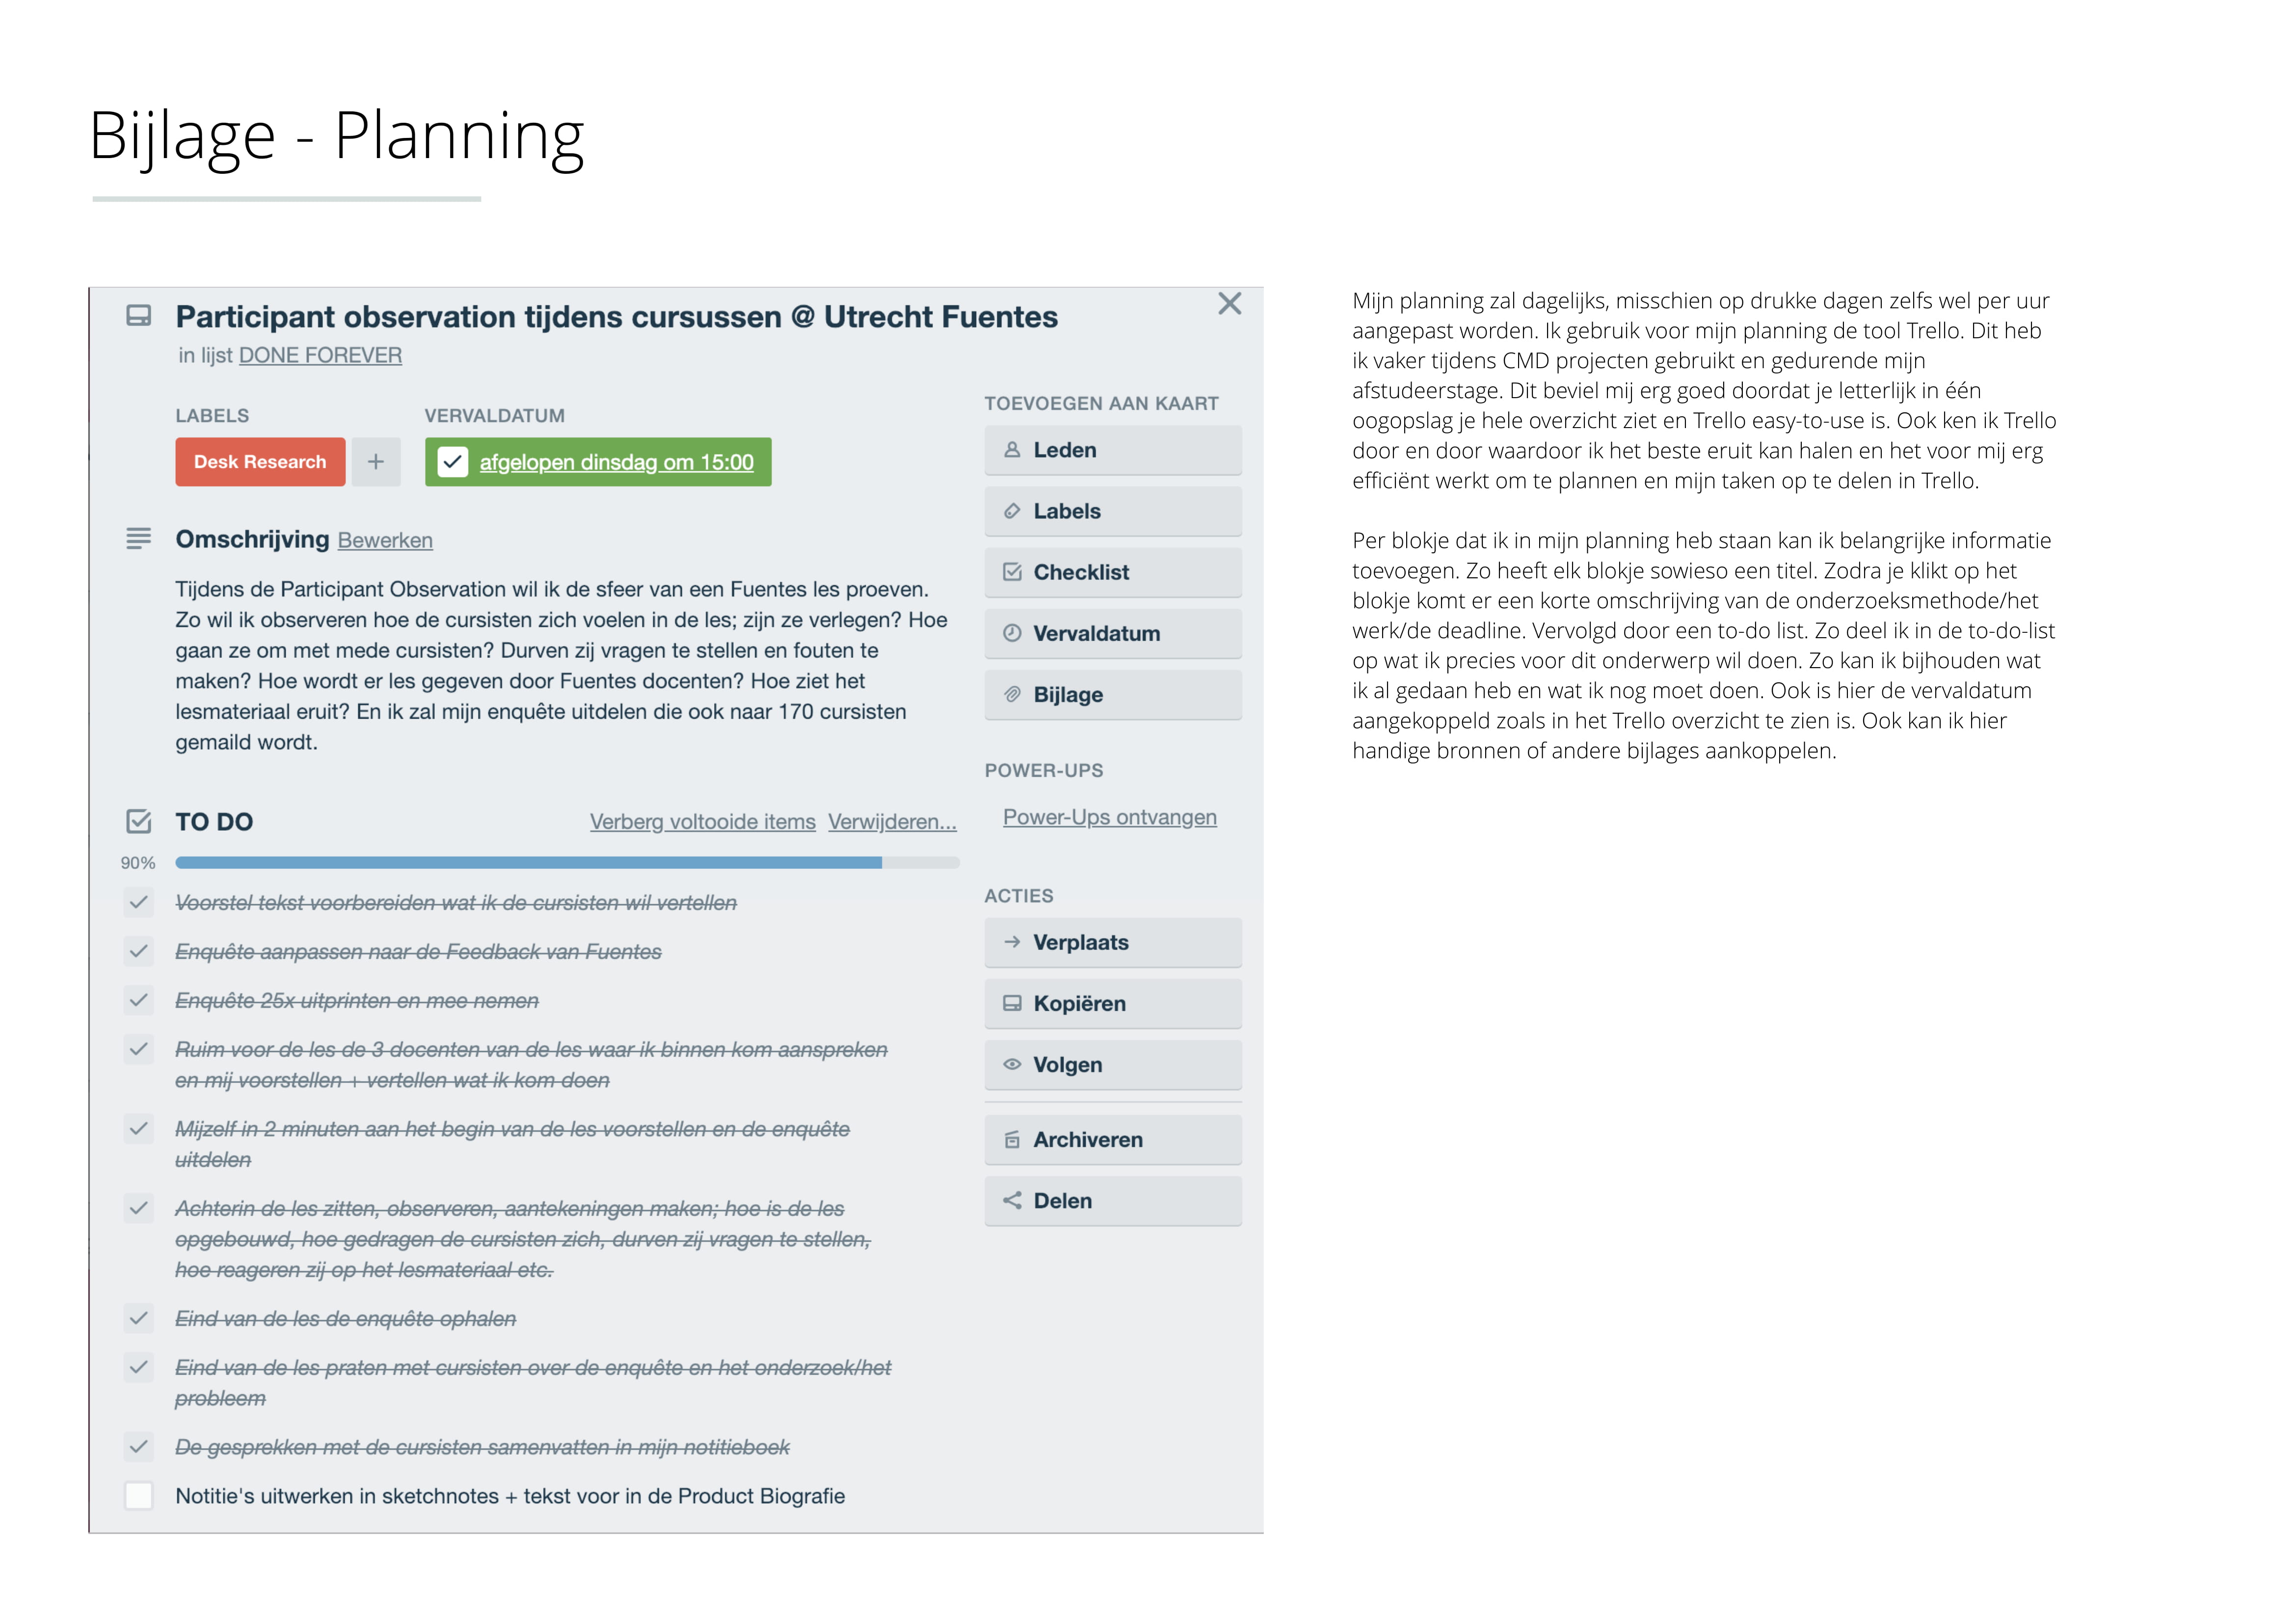 Bijlage - Planning
Participant observation tijdens cursussen @ Utrecht Fuentes
in lijst DONE FOREVER
LABELS
VERVALDATUM
Desk Research
+
afgelopen dinsdag om 15:00
Omschrijving Bewerken
Tijdens de Participant Observation wil ik de sfeer van een Fuentes les proeven.
Zo wil ik observeren hoe de cursisten zich voelen in de les; zijn ze verlegen? Hoe
gaan ze om met mede cursisten? Durven zij vragen te stellen en fouten te
maken? Hoe wordt er les gegeven door Fuentes docenten? Hoe ziet het
lesmateriaal eruit? En ik zal mijn enquête uitdelen die ook naar 170 cursisten
gemaild wordt.
TO DO
Verberg voltooide items Verwijderen...
90%
Voorstel tekst voorbereiden wat ik de cursisten wil vertellen
Enquête aanpassen naar de Feedback van Fuentes
Enquête 25x uitprinten en mee nemen
Ruim voor de les de 3 docenten van de les waar ik binnen kom aanspreken
en mij voorstellen + vertellen wat ik kom doen
Mijzelf in 2 minuten aan het begin van de les voorstellen en de enquête
uitdelen
Achterin de les zitten, observeren, aantekeningen maken; hoe is de les
opgebouwd, hoe gedragen de cursisten zich, durven zij vragen te stellen,
hoe reageren zij op het lesmateriaal etc.
Eind van de les de enquête ophalen
Eind van de les praten met cursisten over de enquête en het onderzoek/het
probleem
De gesprekken met de cursisten samenvatten in mijn notitieboek
Notitie's uitwerken in sketchnotes + tekst voor in de Product Biografie
TOEVOEGEN AAN KAART
Leden
Labels
Checklist
Vervaldatum
Bijlage
POWER-UPS
Power-Ups ontvangen
ACTIES
Verplaats
Kopiëren
Volgen
Archiveren
Delen
Mijn planning zal dagelijks, misschien op drukke dagen zelfs wel per uur
aangepast worden. Ik gebruik voor mijn planning de tool Trello. Dit heb
ik vaker tijdens CMD projecten gebruikt en gedurende mijn
afstudeerstage. Dit beviel mij erg goed doordat je letterlijk in één
oogopslag je hele overzicht ziet en Trello easy-to-use is. Ook ken ik Trello
door en door waardoor ik het beste eruit kan halen en het voor mij erg
efficiënt werkt om te plannen en mijn taken op te delen in Trello.
Per blokje dat ik in mijn planning heb staan kan ik belangrijke informatie
toevoegen. Zo heeft elk blokje sowieso een titel. Zodra je klikt op het
blokje komt er een korte omschrijving van de onderzoeksmethode/het
werk/de deadline. Vervolgd door een to-do list. Zo deel ik in de to-do-list
op wat ik precies voor dit onderwerp wil doen. Zo kan ik bijhouden wat
ik al gedaan heb en wat ik nog moet doen. Ook is hier de vervaldatum
aangekoppeld zoals in het Trello overzicht te zien is. Ook kan ik hier
handige bronnen of andere bijlages aankoppelen.